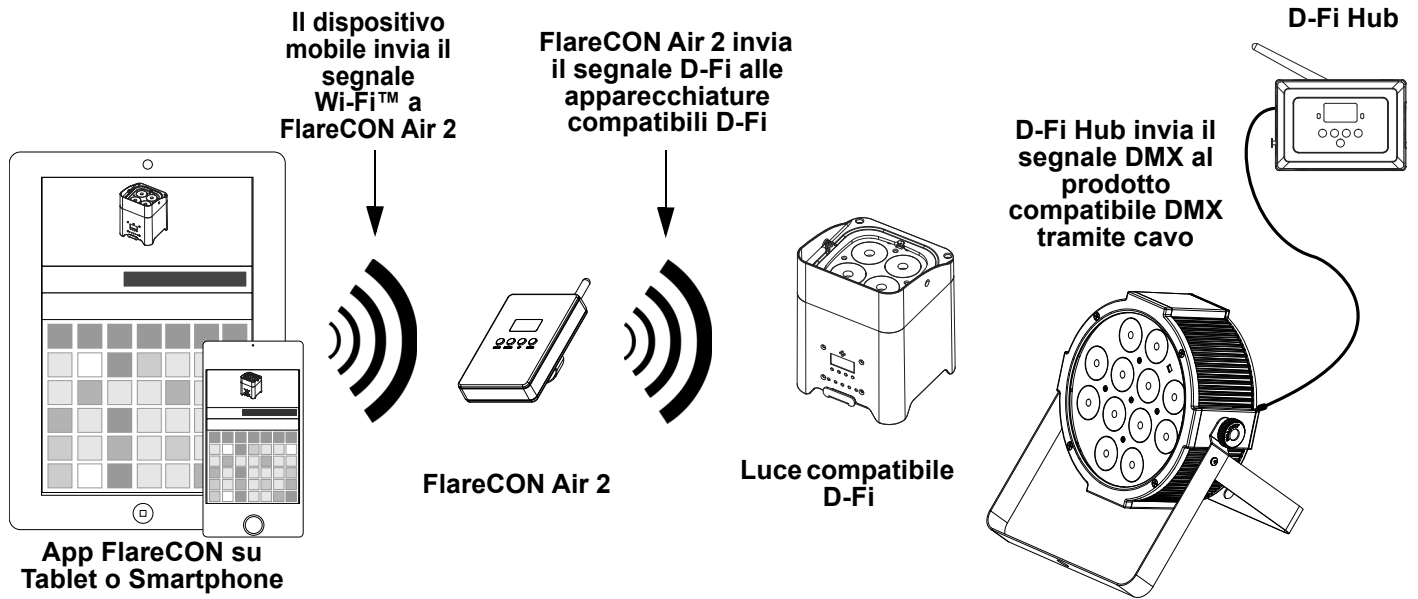 Il dispositivo
mobile invia il
segnale
Wi-Fi™ a
FlareCON Air 2
FlareCON Air 2 invia
il segnale D-Fi alle
apparecchiature
compatibili D-Fi
D-Fi Hub
D-Fi Hub invia il
segnale DMX al
prodotto
compatibile DMX
tramite cavo
App FlareCON su
Tablet o Smartphone
FlareCON Air 2
Luce compatibile
D-Fi